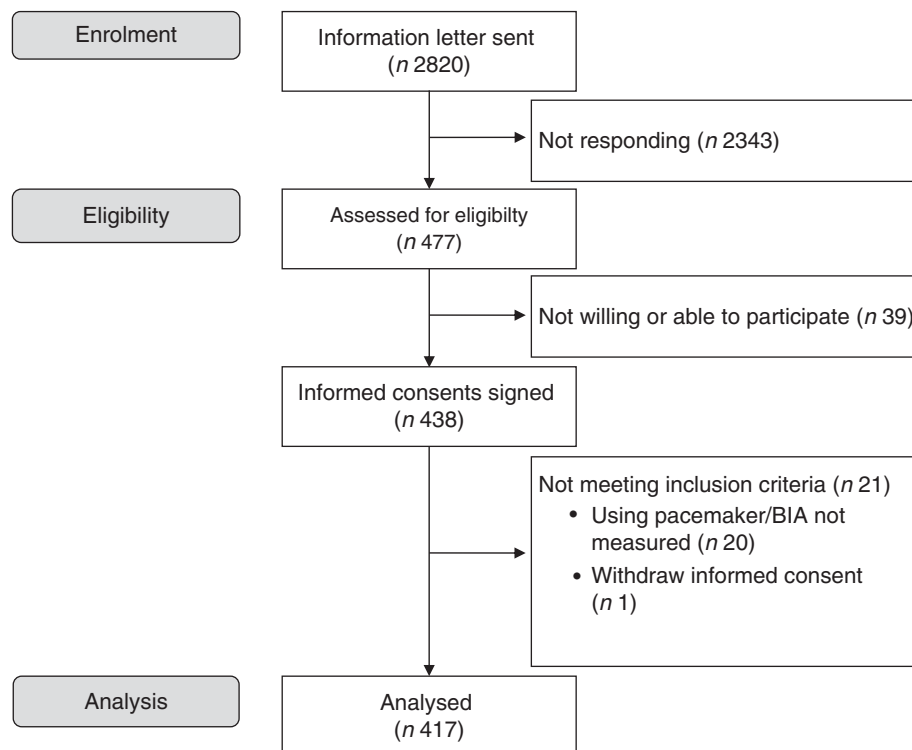 Enrolment
Information letter sent
(n 2820)
Not responding (n 2343)
Eligibility
Assessed for eligibilty
(n 477)
Not willing or able to participate (n 39)
Informed consents signed
(n 438)
Not meeting inclusion criteria (n 21)
• Using pacemaker/BIA not
measured (n 20)
• Withdraw informed consent
(n 1)
Analysis
Analysed
(n 417)